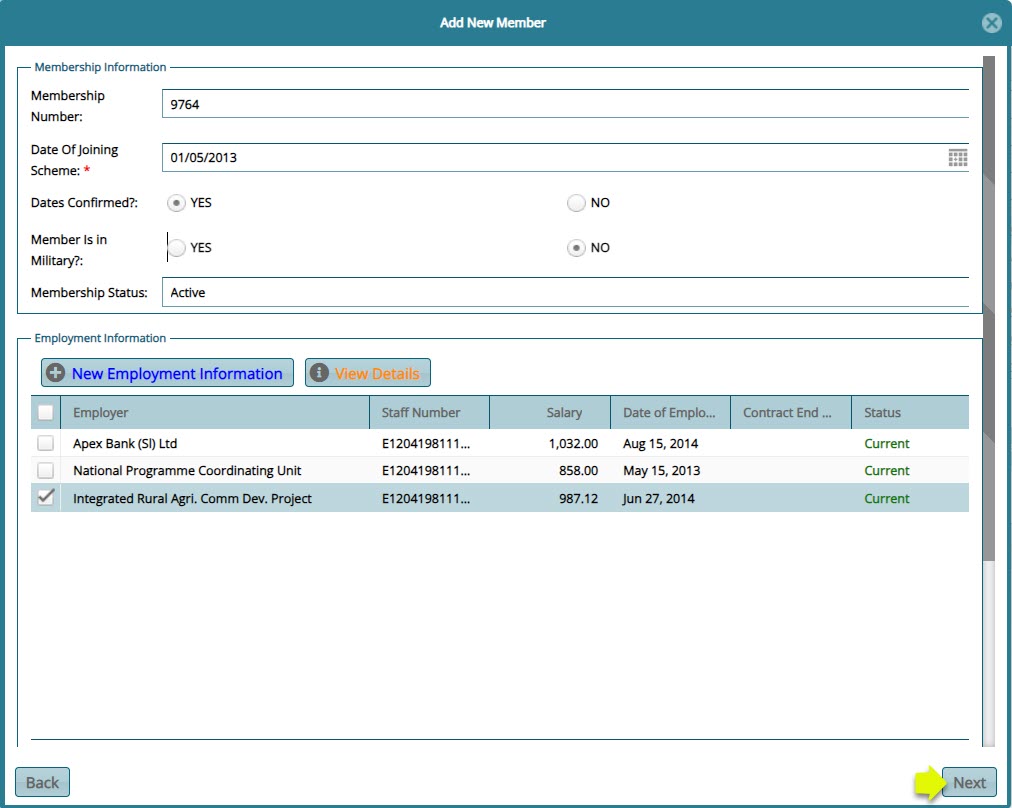 Add New Member
Membership Information
Membership
Number:
9764
Date Of Joining
Scheme: *
01/05/2013
Dates Confirmed?: YES NO
Member Is in
Military?:
YES NO
Membership Status: Active
Employment Information
New Employment Information View Details
Employer Staff Number Salary Date of Emplo... Contract End ... Status
Apex Bank (Sl) Ltd E1204198111... 1,032.00 Aug 15, 2014 Current
National Programme Coordinating Unit E1204198111... 858.00 May 15, 2013 Current
Integrated Rural Agri. Comm Dev. Project E1204198111... 987.12 Jun 27, 2014 Current
Back Next